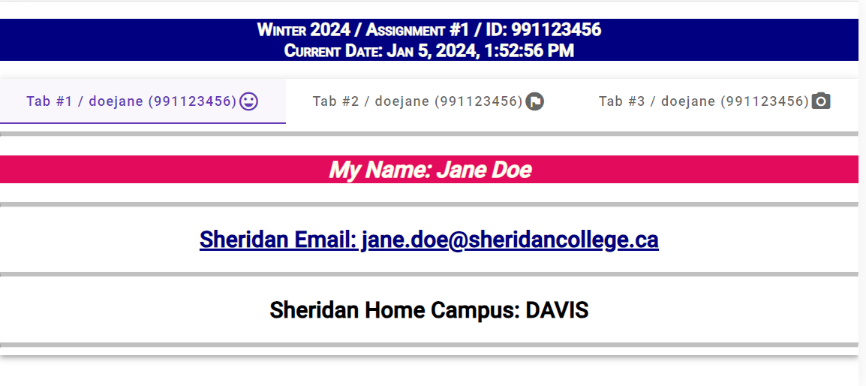 Winter 2024 / Assignment #1 / ID: 991123456
Current Date: Jan 5, 2024, 1:52:56 PM
Tab #1 / doejane (991123456) Tab #2 / doejane (991123456) Tab #3 / doejane (991123456)
My Name: Jane Doe
Sheridan Email: jane.doe@sheridancollege.ca
Sheridan Home Campus: DAVIS